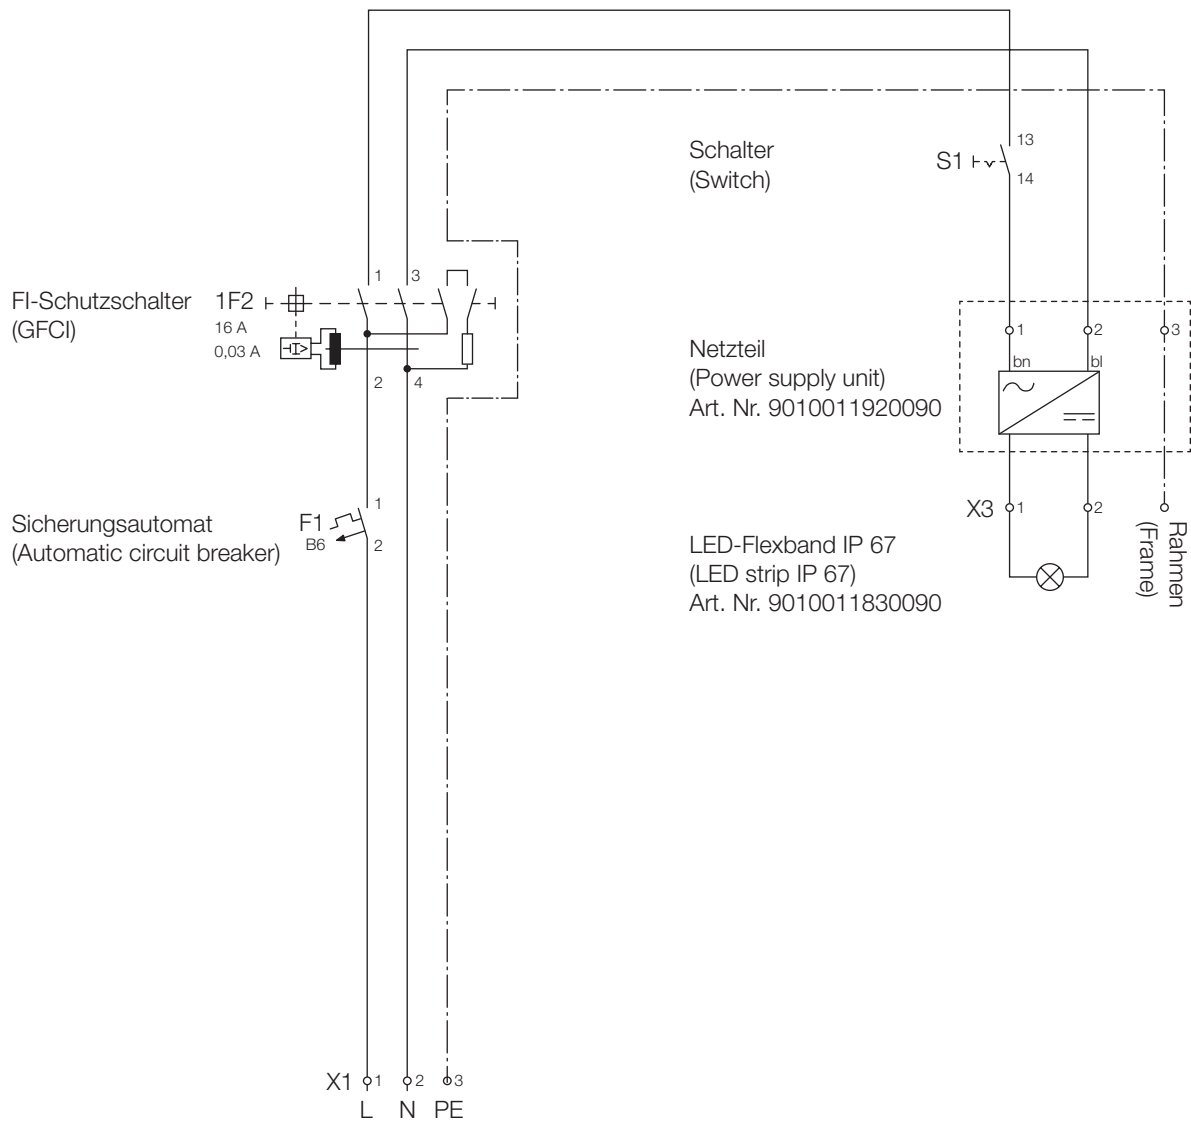 13
Schalter
(Switch)
S1
14
1 3
FI-Schutzschalter
(GFCI)
1F2
16 A
0,03 A
I>
2 4
Netzteil
(Power supply unit)
Art. Nr. 9010011920090
1 2 3
bn bl
Sicherungsautomat
(Automatic circuit breaker)
F1
B6
1
2
X3 1 2
Rahmen
(Frame)
LED-Flexband IP 67
(LED strip IP 67)
Art. Nr. 9010011830090
X1 1 2 3
L N PE